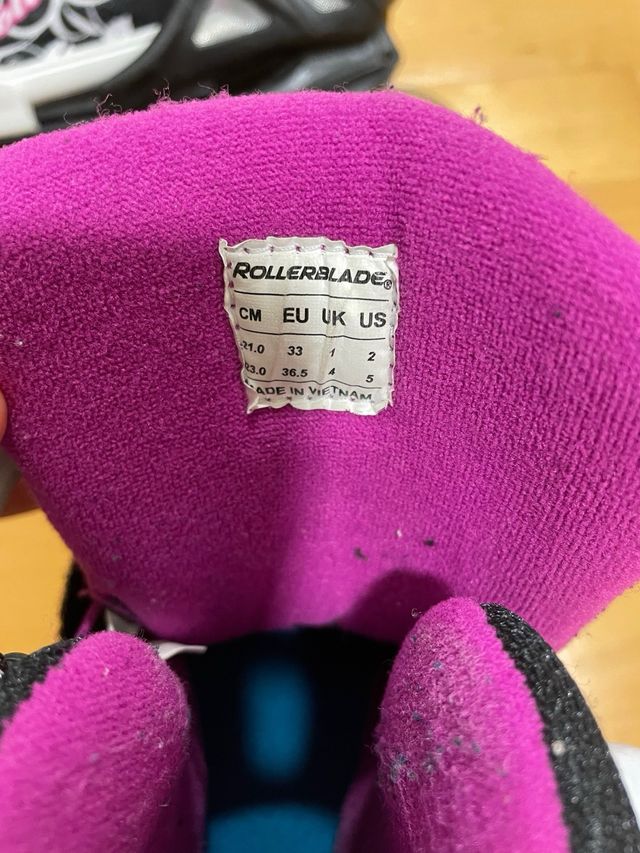 ROLLERBLADE®
CM EU UK US
21.0 33 1 2
23.0 36.5 4 5
MADE IN VIETNAM